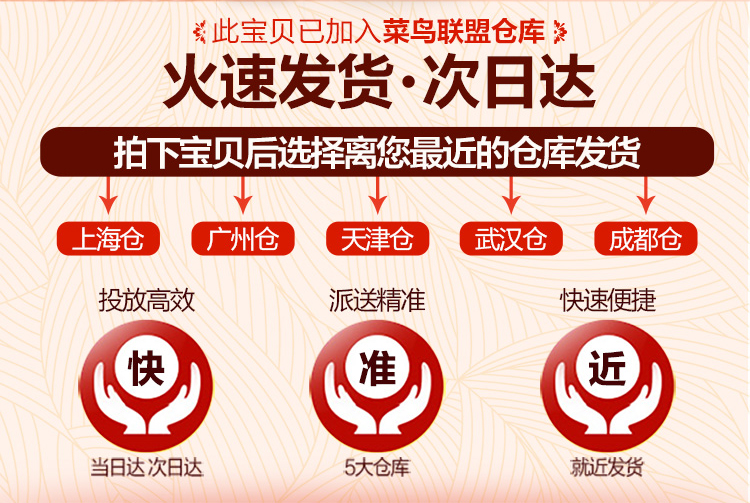 此宝贝已加入菜鸟联盟仓库
火速发货·次日达
拍下宝贝后选择离您最近的仓库发货
上海仓 广州仓 天津仓 武汉仓 成都仓
投放高效 派送精准 快速便捷
快 准 近
当日达 次日达 5大仓库 就近发货